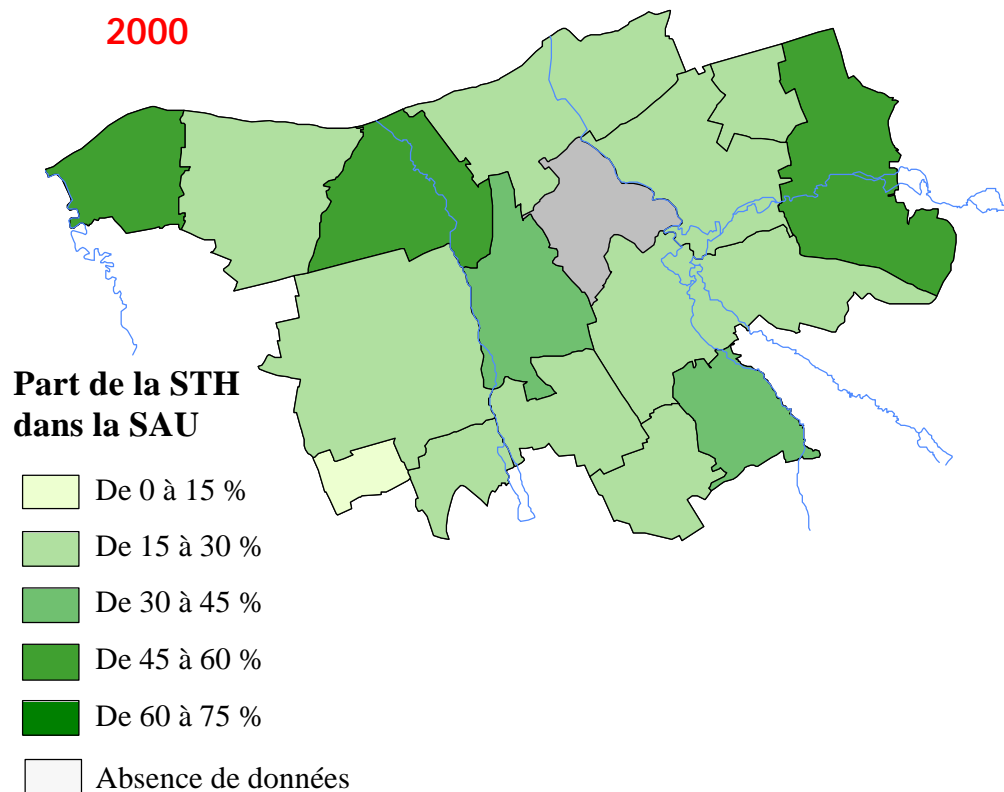 2000
Part de la STH
dans la SAU
De 0 à 15 %
De 15 à 30 %
De 30 à 45 %
De 45 à 60 %
De 60 à 75 %
Absence de données